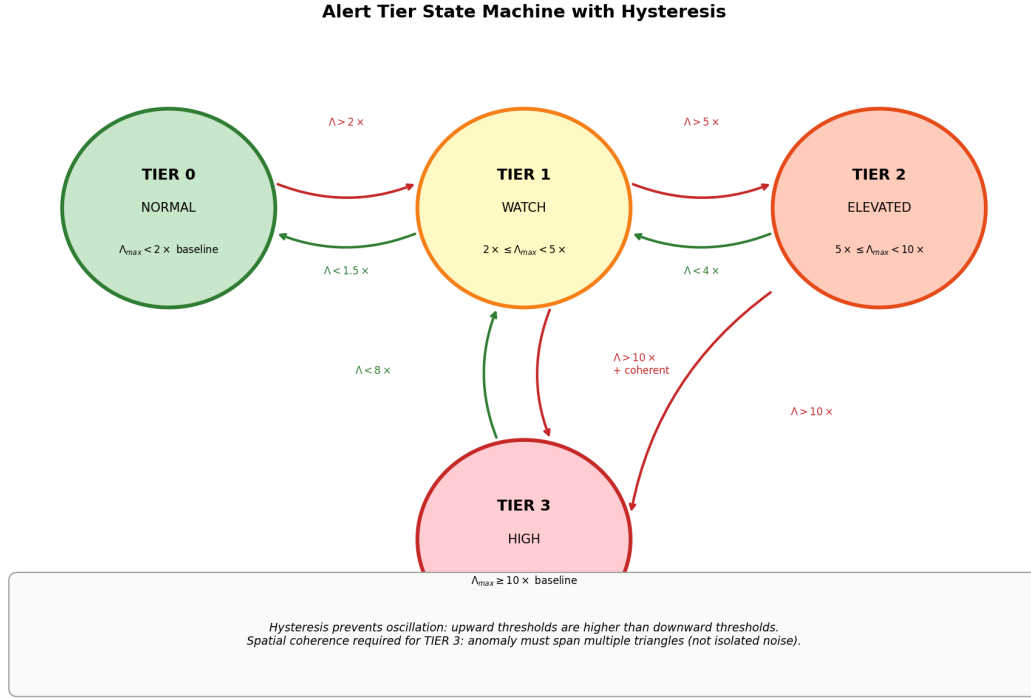 Alert Tier State Machine with Hysteresis
Λ > 2 ×
Λ > 5 ×
TIER 0
NORMAL
Λmax < 2 × baseline
TIER 1
WATCH
2 × ≤ Λmax < 5 ×
TIER 2
ELEVATED
5 × ≤ Λmax < 10 ×
Λ < 1.5 ×
Λ < 4 ×
Λ < 8 ×
Λ > 10 ×
+ coherent
Λ > 10 ×
TIER 3
HIGH
Λmax ≥ 10 × baseline
Hysteresis prevents oscillation: upward thresholds are higher than downward thresholds.
Spatial coherence required for TIER 3: anomaly must span multiple triangles (not isolated noise).